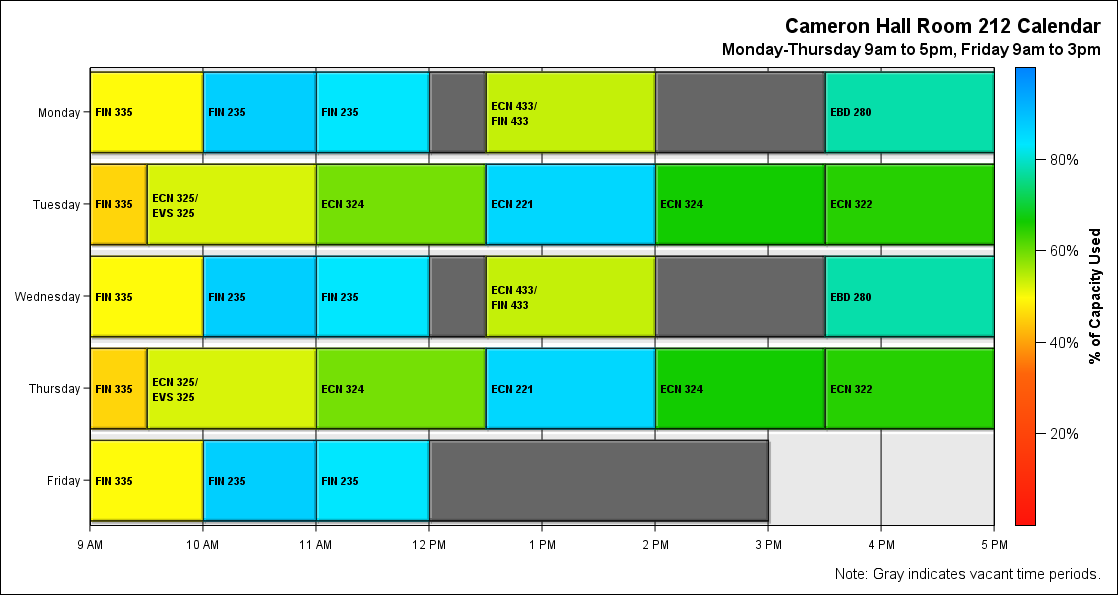 Cameron Hall Room 212 Calendar
Monday-Thursday 9am to 5pm, Friday 9am to 3pm
Monday
FIN 335
FIN 235
FIN 235
ECN 433/
FIN 433
EBD 280
Tuesday
FIN 335
ECN 325/
EVS 325
ECN 324
ECN 221
ECN 324
ECN 322
Wednesday
FIN 335
FIN 235
FIN 235
ECN 433/
FIN 433
EBD 280
Thursday
FIN 335
ECN 325/
EVS 325
ECN 324
ECN 221
ECN 324
ECN 322
Friday
FIN 335
FIN 235
FIN 235
9 AM
10 AM
11 AM
12 PM
1 PM
2 PM
3 PM
4 PM
5 PM
80%
60%
40%
20%
% of Capacity Used
Note: Gray indicates vacant time periods.